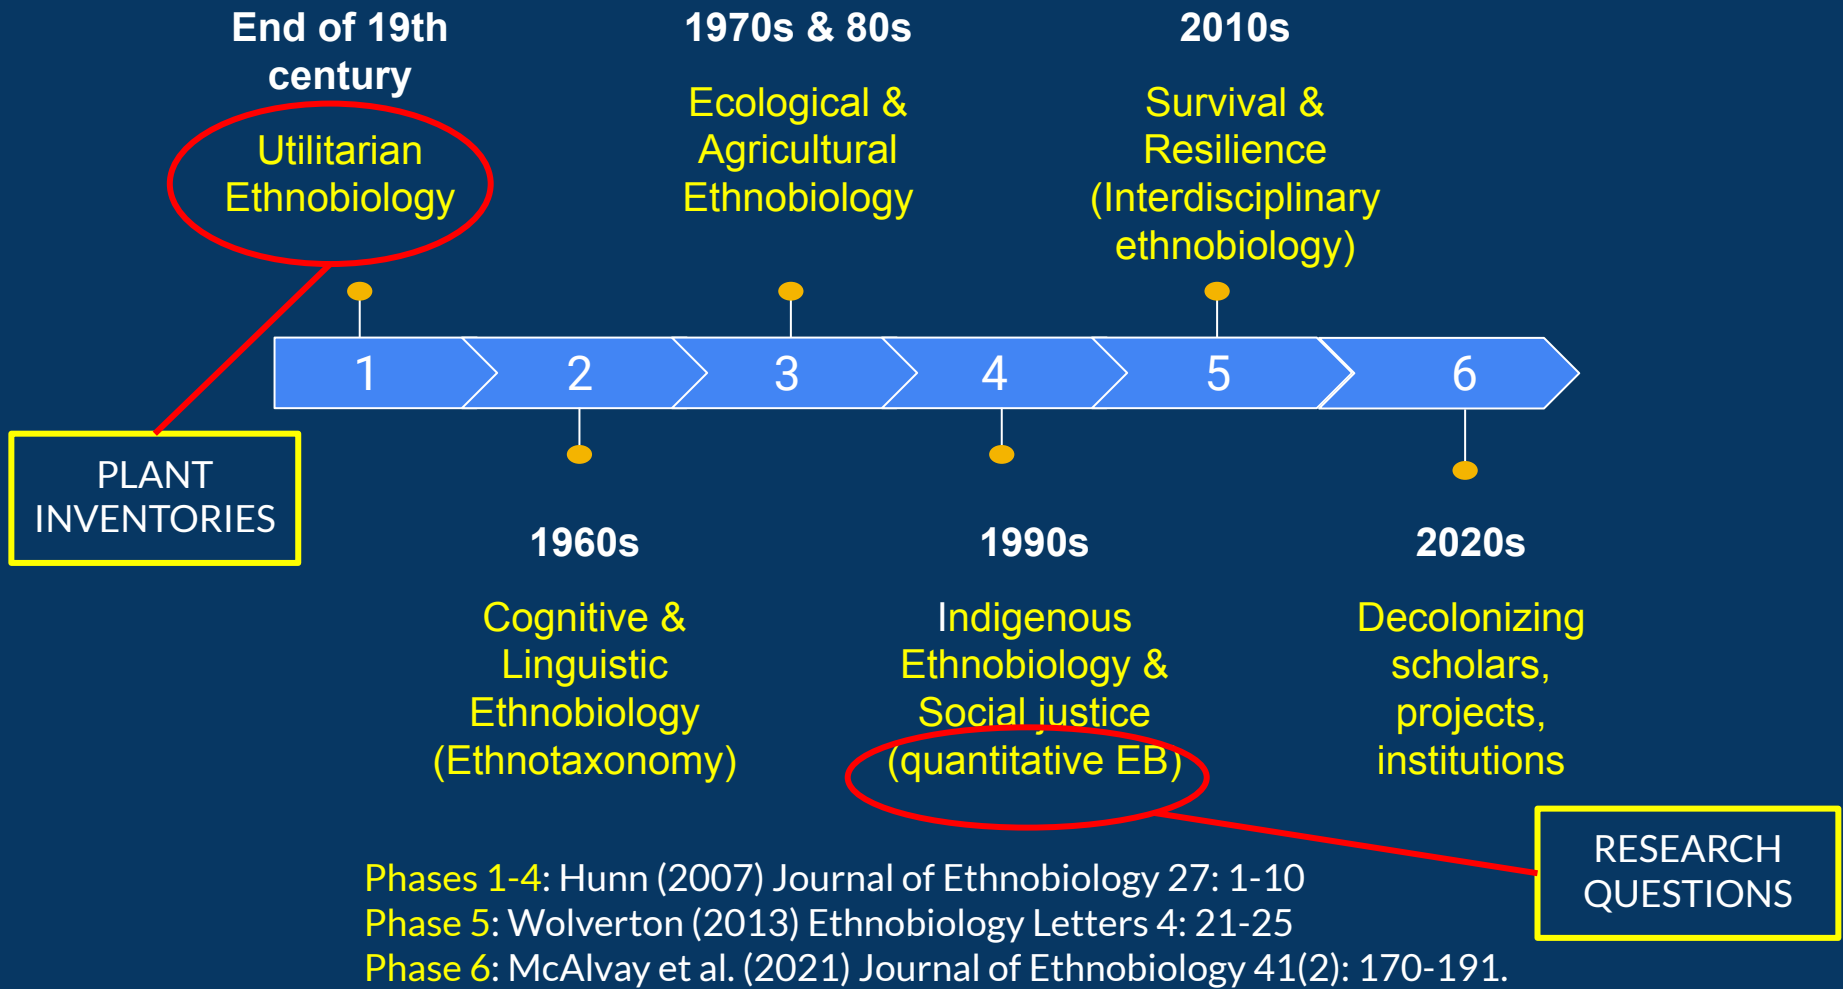 End of 19th
century
Utilitarian
Ethnobiology
1970s & 80s
Ecological &
Agricultural
Ethnobiology
2010s
Survival &
Resilience
(Interdisciplinary
ethnobiology)
1
2
3
4
5
6
PLANT
INVENTORIES
1960s
Cognitive &
Linguistic
Ethnobiology
(Ethnotaxonomy)
1990s
Indigenous
Ethnobiology &
Social justice
(quantitative EB)
2020s
Decolonizing
scholars,
projects,
institutions
RESEARCH
QUESTIONS
Phases 1-4: Hunn (2007) Journal of Ethnobiology 27: 1-10
Phase 5: Wolverton (2013) Ethnobiology Letters 4: 21-25
Phase 6: McAlvay et al. (2021) Journal of Ethnobiology 41(2): 170-191.